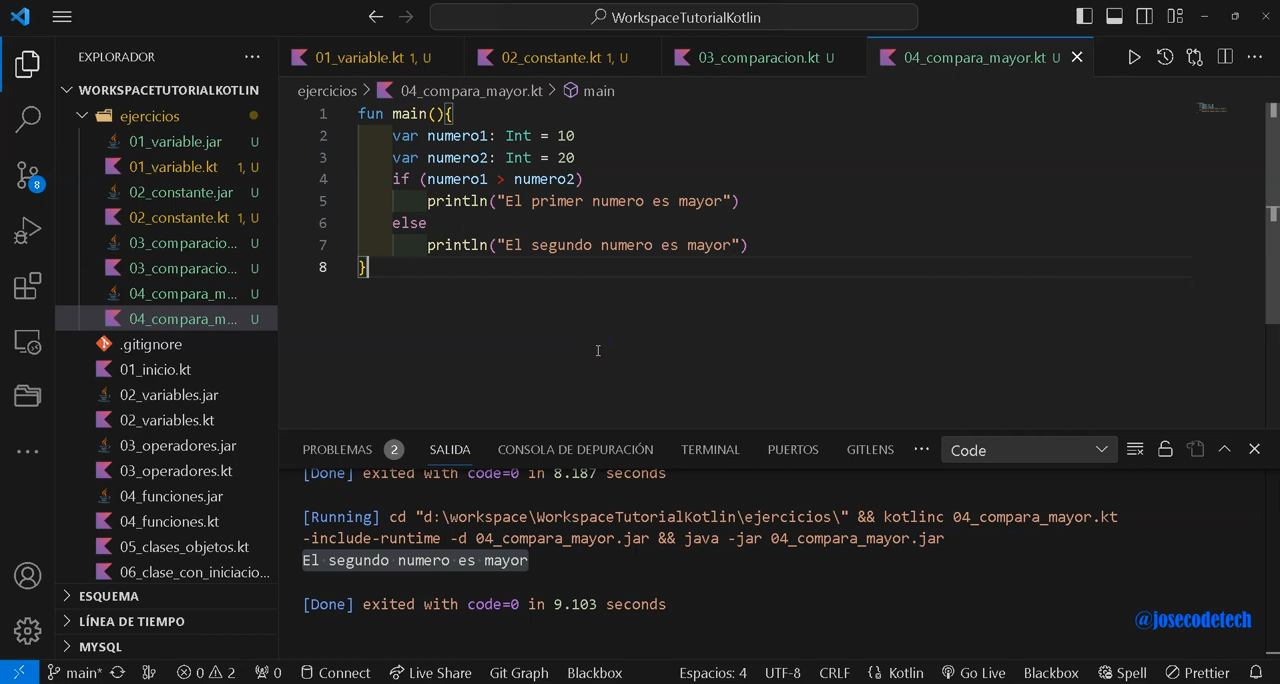 WorkspaceTutorialKotlin
EXPLORADOR
01_variable.kt 1, U
02_constante.kt 1, U
03_comparacion.kt U
04_compara_mayor.kt U
WORKSPACETUTORIALKOTLIN
ejercicios
01_variable.jar U
01_variable.kt 1, U
02_constante.jar U
02_constante.kt 1, U
03_comparacio... U
03_comparacio... U
04_compara_m... U
04_compara_m... U
.gitignore
01_inicio.kt
02_variables.jar
02_variables.kt
03_operadores.jar
03_operadores.kt
04_funciones.jar
04_funciones.kt
05_clases_objetos.kt
06_clase_con_iniciacio...
ESQUEMA
LÍNEA DE TIEMPO
MYSQL
8
ejercicios > 04_compara_mayor.kt > main
1 fun main(){
2 var numero1: Int = 10
3 var numero2: Int = 20
4 if (numero1 > numero2)
5 println("El primer numero es mayor")
6 else
7 println("El segundo numero es mayor")
8 }
PROBLEMAS 2 SALIDA CONSOLA DE DEPURACIÓN TERMINAL PUERTOS GITLENS ... Code
[Done] exited with code=0 in 8.187 seconds
[Running] cd "d:\workspace\WorkspaceTutorialKotlin\ejercicios\" && kotlinc 04_compara_mayor.kt
-include-runtime -d 04_compara_mayor.jar && java -jar 04_compara_mayor.jar
El segundo numero es mayor
[Done] exited with code=0 in 9.103 seconds
@josecodetech
main* 0 2 0 Connect Live Share Git Graph Blackbox Espacios: 4 UTF-8 CRLF {} Kotlin Go Live Blackbox Spell Prettier